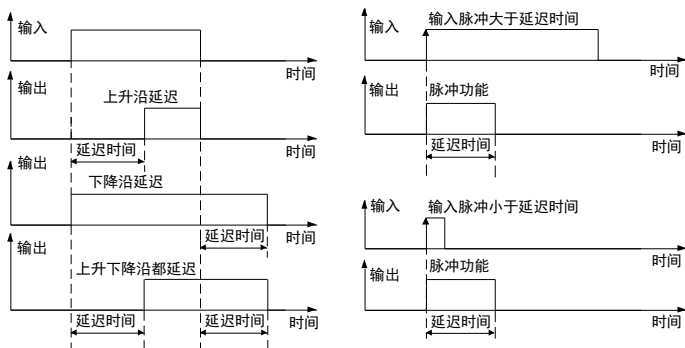 输入
时间
输出
上升沿延迟
延迟时间
时间
输出
下降沿延迟
延迟时间
时间
输出
上升下降沿都延迟
延迟时间
延迟时间
时间
输入
输入脉冲大于延迟时间
时间
输出
脉冲功能
延迟时间
时间
输入
输入脉冲小于延迟时间
时间
输出
脉冲功能
延迟时间
时间